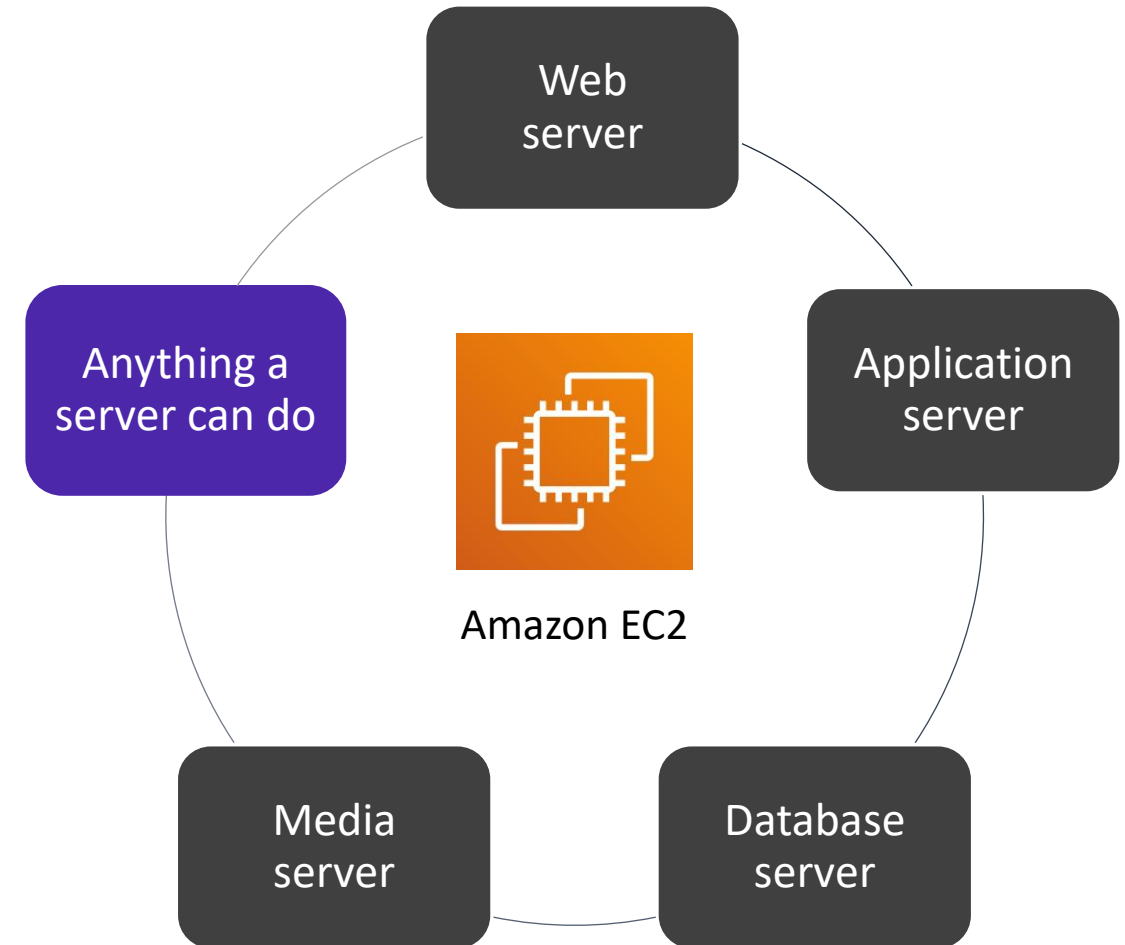 Web
server
Anything a
server can do
Application
server
Amazon EC2
Media
server
Database
server